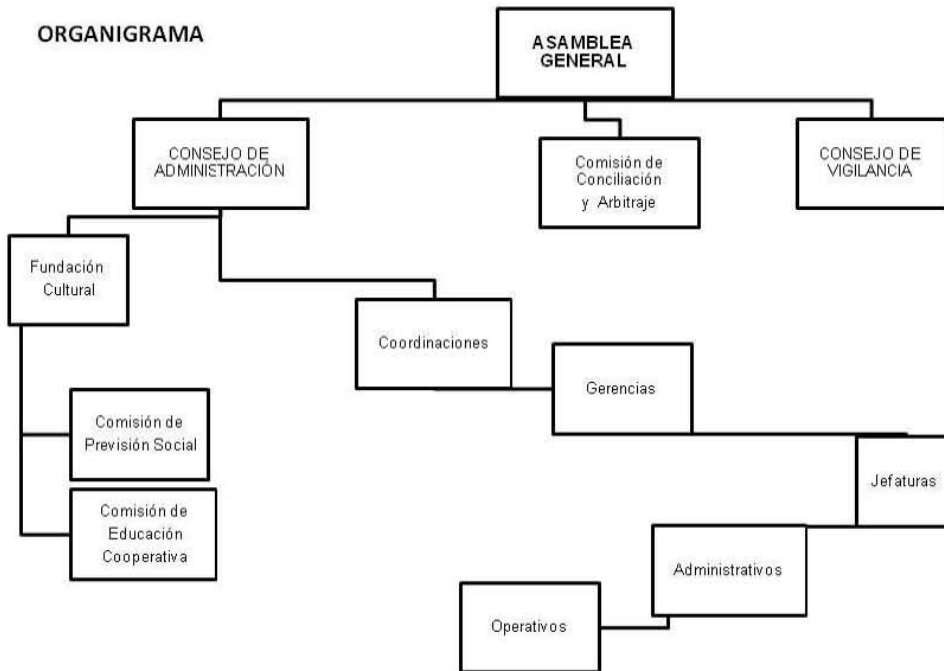 ORGANIGRAMA
ASAMBLEA
GENERAL
CONSEJO DE
ADMINISTRACIÓN
Comisión de
Conciliación
y Arbitraje
CONSEJO DE
VIGILANCIA
Fundación
Cultural
Coordinaciones
Gerencias
Comisión de
Previsión Social
Jefaturas
Comisión de
Educación
Cooperativa
Administrativos
Operativos